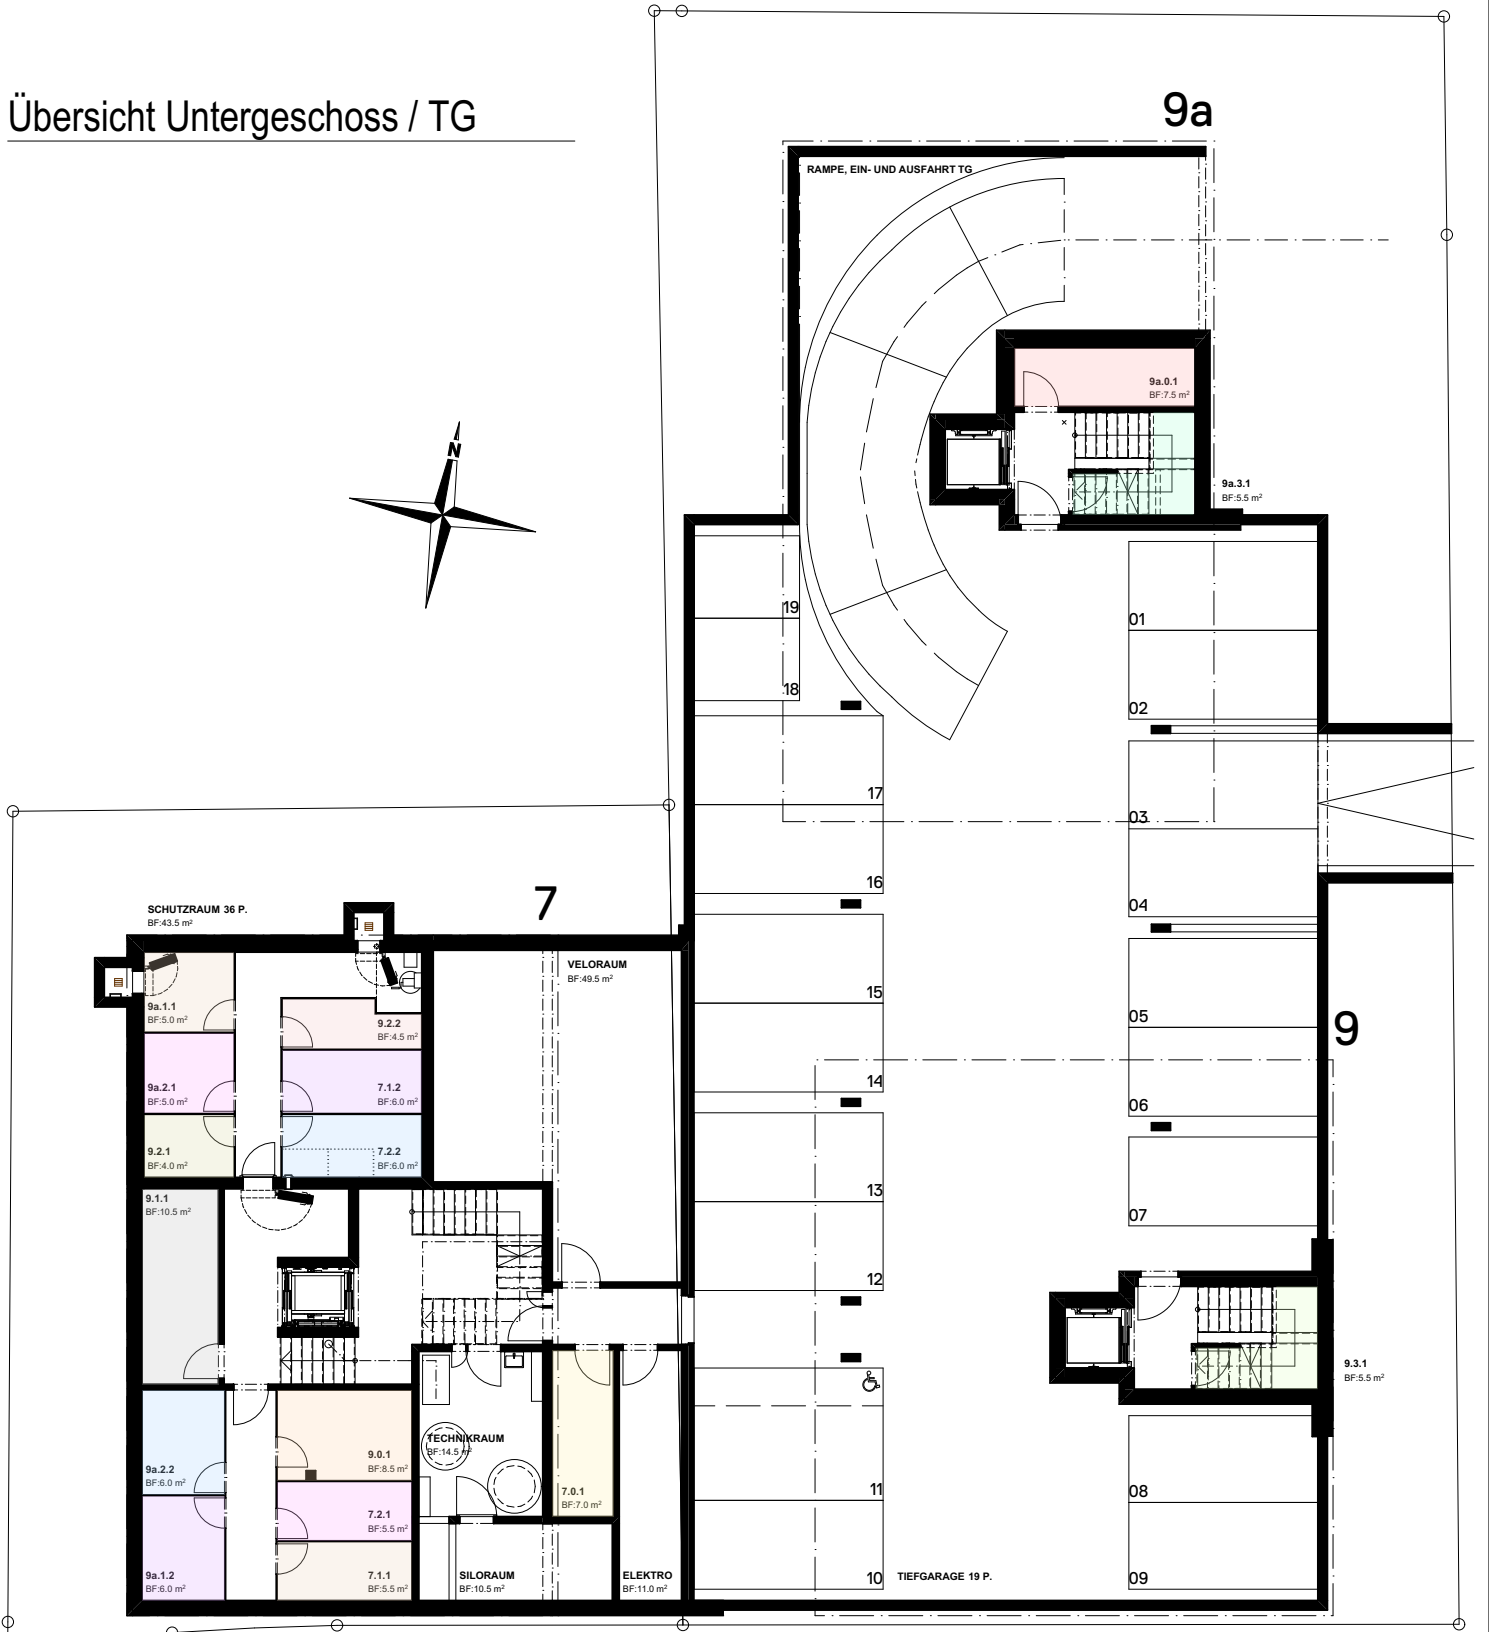 Übersicht Untergeschoss / TG
9a
RAMPE, EIN- UND AUSFAHRT TG
N
9a.0.1
BF:7.5 m²
9a.3.1
BF:5.5 m²
19
18
17
16
15
14
13
12
11
10
01
02
03
04
05
06
07
08
09
9
9.3.1
BF:5.5 m²
TIEFGARAGE 19 P.
7
SCHUTZRAUM 36 P.
BF:43.5 m²
VELORAUM
BF:49.5 m²
9a.1.1
BF:5.0 m²
9.2.2
BF:4.5 m²
9a.2.1
BF:5.0 m²
7.1.2
BF:6.0 m²
9.2.1
BF:4.0 m²
7.2.2
BF:6.0 m²
9.1.1
BF:10.5 m²
TECHNIKRAUM
BF:14.5 m²
9.0.1
BF:8.5 m²
9a.2.2
BF:6.0 m²
7.0.1
BF:7.0 m²
7.2.1
BF:5.5 m²
9a.1.2
BF:6.0 m²
7.1.1
BF:5.5 m²
SILORAUM
BF:10.5 m²
ELEKTRO
BF:11.0 m²